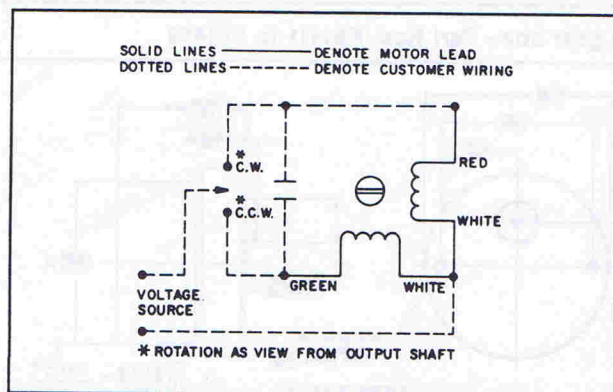 SOLID LINES DENOTE MOTOR LEAD
DOTTED LINES DENOTE CUSTOMER WIRING
*
C.W.
*
C.C.W.
RED
WHITE
GREEN
WHITE
VOLTAGE
SOURCE
* ROTATION AS VIEW FROM OUTPUT SHAFT